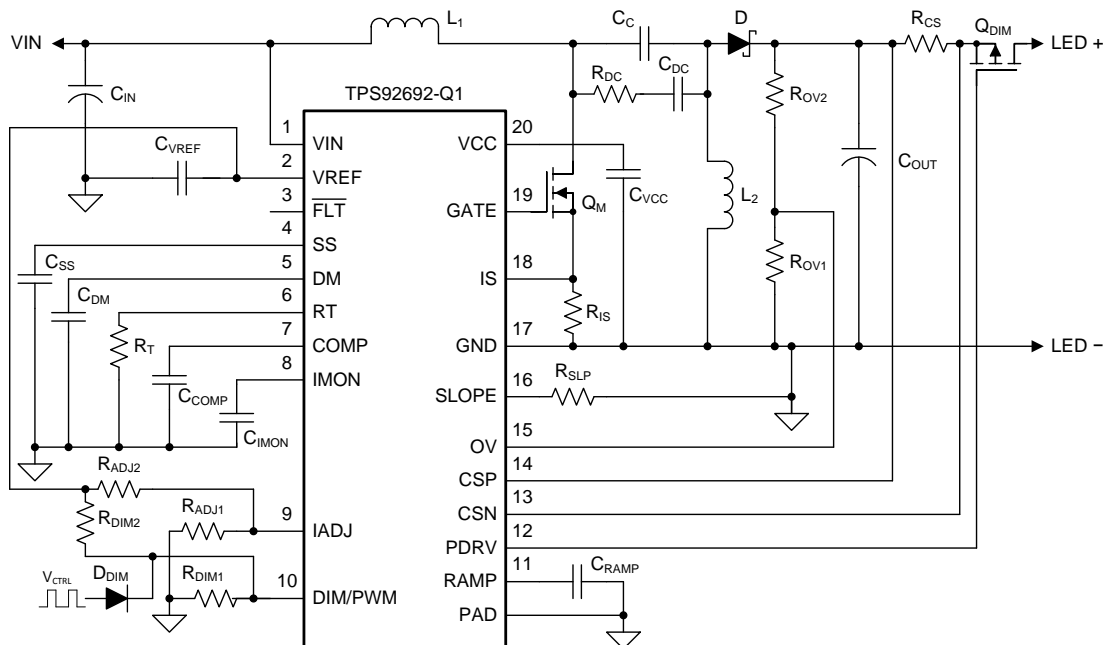 L1
CC
D
RCS
QDIM
VIN
LED +
CIN
RDC
CDC
ROV2
TPS92692-Q1
COUT
1
VIN
20
VCC
CVREF
2
VREF
CVCC
L2
3
FLT
19
GATE
QM
4
SS
CSS
5
DM
18
IS
ROV1
CDM
6
RT
RIS
RT
7
COMP
17
GND
LED −
8
IMON
RSLP
CCOMP
16
SLOPE
CIMON
15
OV
RADJ2
14
CSP
RADJ1
13
CSN
RDIM2
9
IADJ
12
PDRV
VCTRL
DDIM
RDIM1
10
DIM/PWM
11
RAMP
CRAMP
PAD